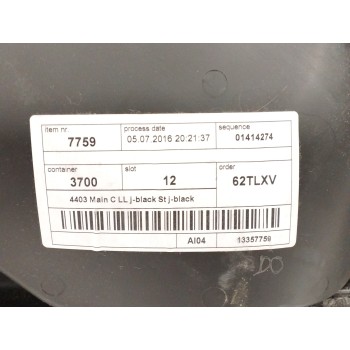 item nr. process date sequence
7759 05.07.2016 20:21:37 01414274
container slot order
3700 12 62TLXV
4403 Main C LL j-black St j-black
AI04 13357759
DO